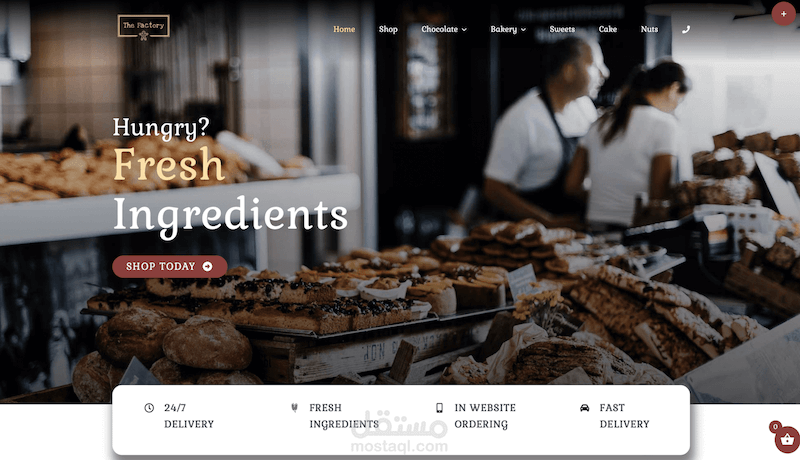 The Factory
Home Shop Chocolate Bakery Sweets Cake Nuts
+
Hungry?
Fresh
Ingredients
SHOP TODAY
24/7
DELIVERY
FRESH
INGREDIENTS
IN WEBSITE
ORDERING
FAST
DELIVERY
مستقل
mostaql.com
0